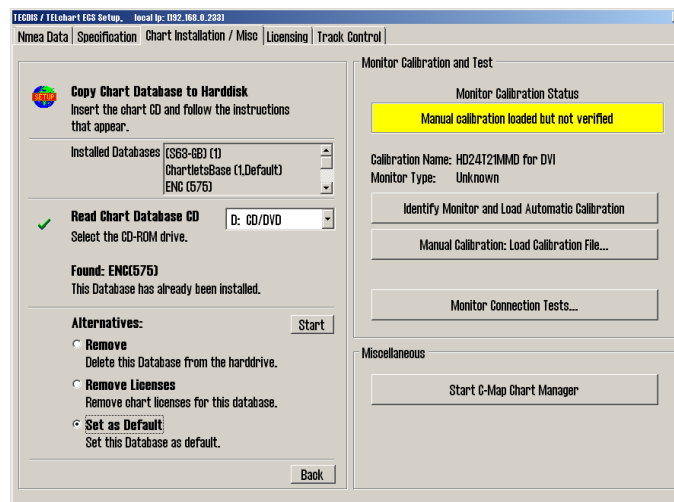 TECDIS / TELchart ECS Setup, local Ip: [192.168.0.233]
Nmea Data Specification Chart Installation / Misc Licensing Track Control
SETUP
Copy Chart Database to Harddisk
Insert the chart CD and follow the instructions
that appear.
Installed Databases
(S63-GB) (1)
ChartletsBase (1,Default)
ENC (575)
Read Chart Database CD
D: CD/DVD
Select the CD-ROM drive.
Found: ENC(575)
This Database has already been installed.
Alternatives:
Start
Remove
Delete this Database from the harddrive.
Remove Licenses
Remove chart licenses for this database.
Set as Default
Set this Database as default.
Back
Monitor Calibration and Test
Monitor Calibration Status
Manual calibration loaded but not verified
Calibration Name: HD24T21MMD for DVI
Monitor Type: Unknown
Identify Monitor and Load Automatic Calibration
Manual Calibration: Load Calibration File...
Monitor Connection Tests...
Miscellaneous
Start C-Map Chart Manager